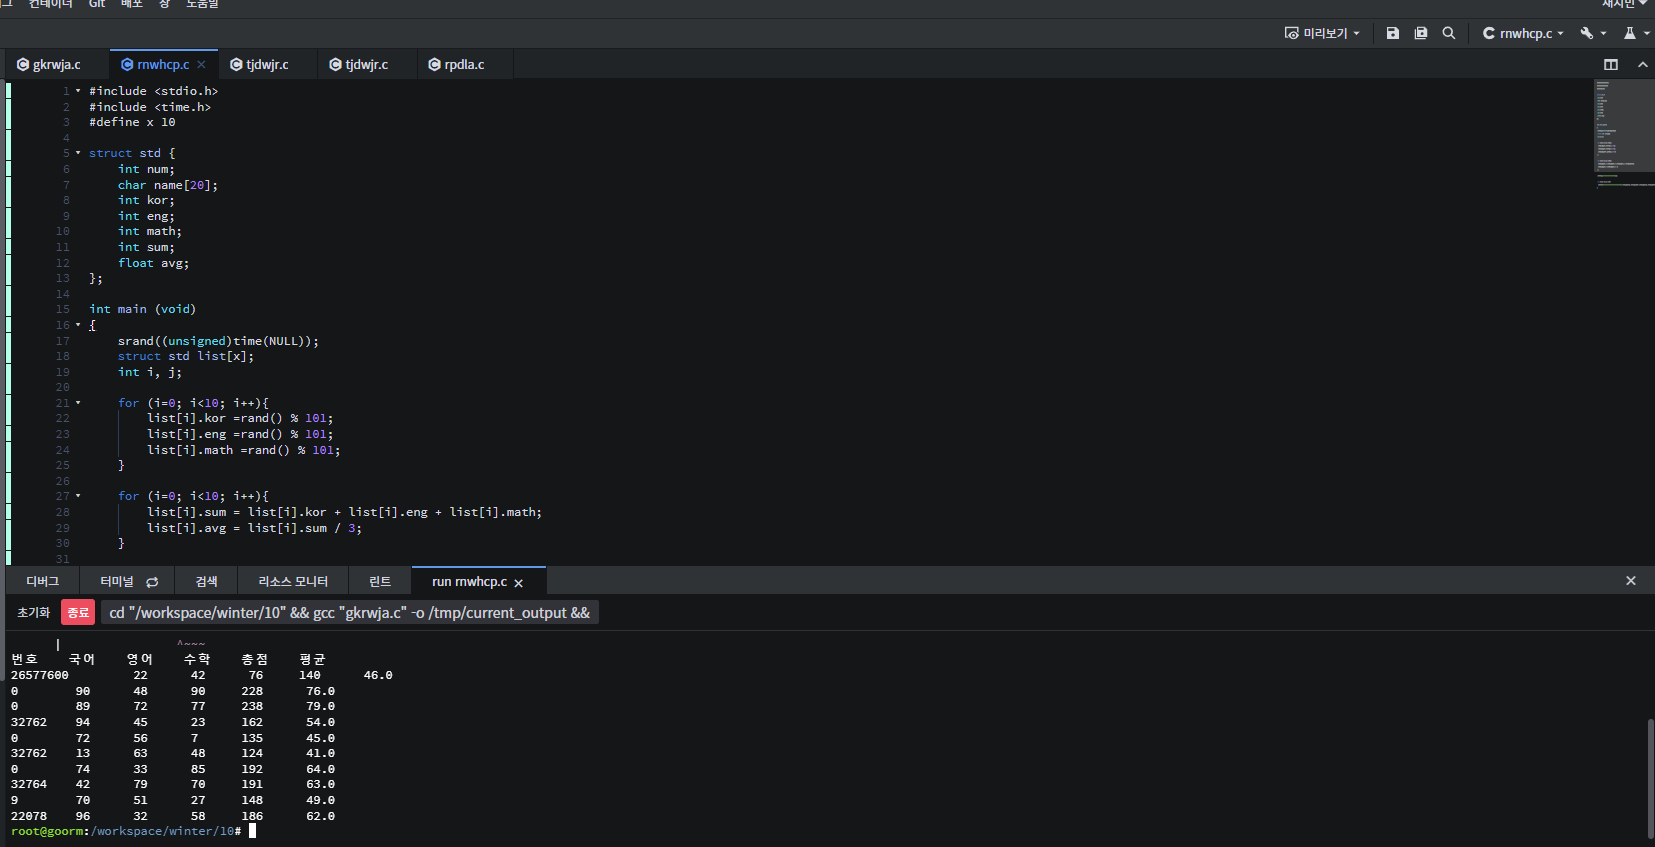 컨테이너 Git 배포 창 도움말
미리보기 rnwhcp.c
gkrwja.c rnwhcp.c tjdwjr.c tjdwjr.c rpdla.c
1 #include <stdio.h>
2 #include <time.h>
3 #define x 10
4
5 struct std {
6 int num;
7 char name[20];
8 int kor;
9 int eng;
10 int math;
11 int sum;
12 float avg;
13 };
14
15 int main (void)
16 {
17 srand((unsigned)time(NULL));
18 struct std list[x];
19 int i, j;
20
21 for (i=0; i<10; i++){
22 list[i].kor =rand() % 101;
23 list[i].eng =rand() % 101;
24 list[i].math =rand() % 101;
25 }
26
27 for (i=0; i<10; i++){
28 list[i].sum = list[i].kor + list[i].eng + list[i].math;
29 list[i].avg = list[i].sum / 3;
30 }
31
디버그 터미널 검색 리소스 모니터 린트 run rnwhcp.c
초기화 종료 cd "/workspace/winter/10" && gcc "gkrwja.c" -o /tmp/current_output &&
| ^~~~
번호 국어 영어 수학 총점 평균
26577600 22 42 76 140 46.0
0 90 48 90 228 76.0
0 89 72 77 238 79.0
32762 94 45 23 162 54.0
0 72 56 7 135 45.0
32762 13 63 48 124 41.0
0 74 33 85 192 64.0
32764 42 79 70 191 63.0
9 70 51 27 148 49.0
22078 96 32 58 186 62.0
root@goorm:/workspace/winter/10#